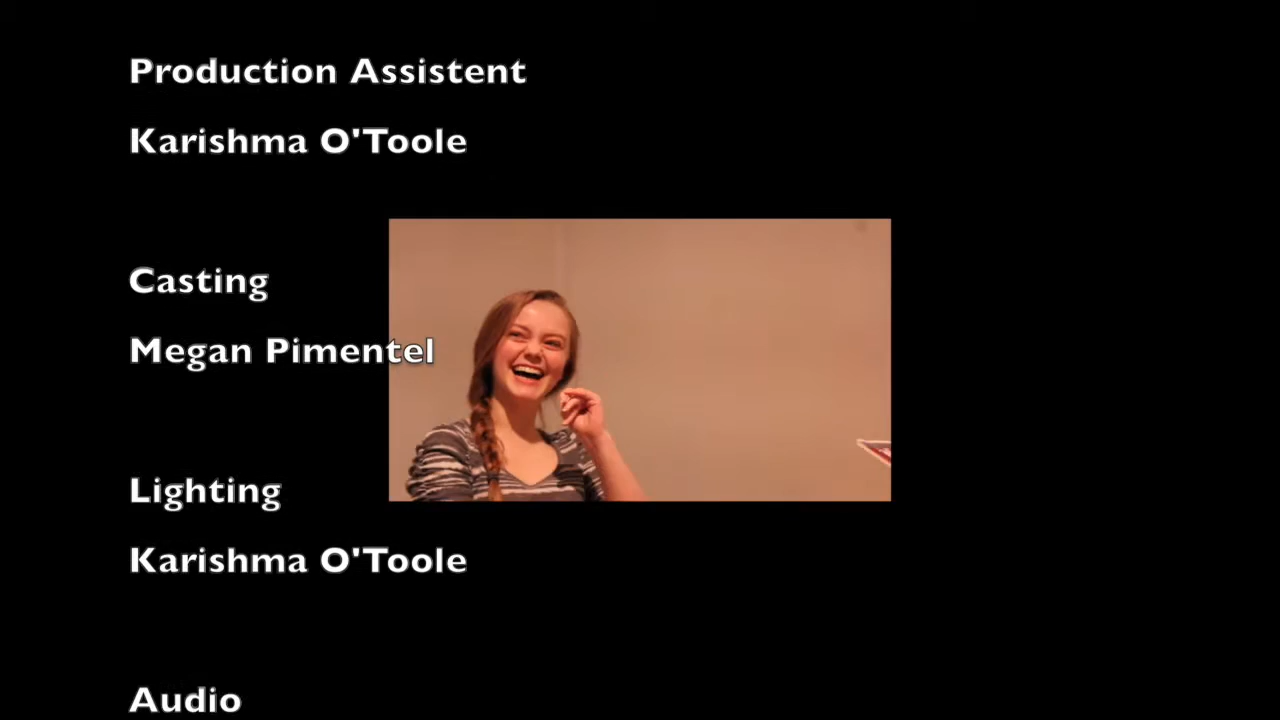 Production Assistent
Karishma O'Toole
Casting
Megan Pimentel
Lighting
Karishma O'Toole
Audio